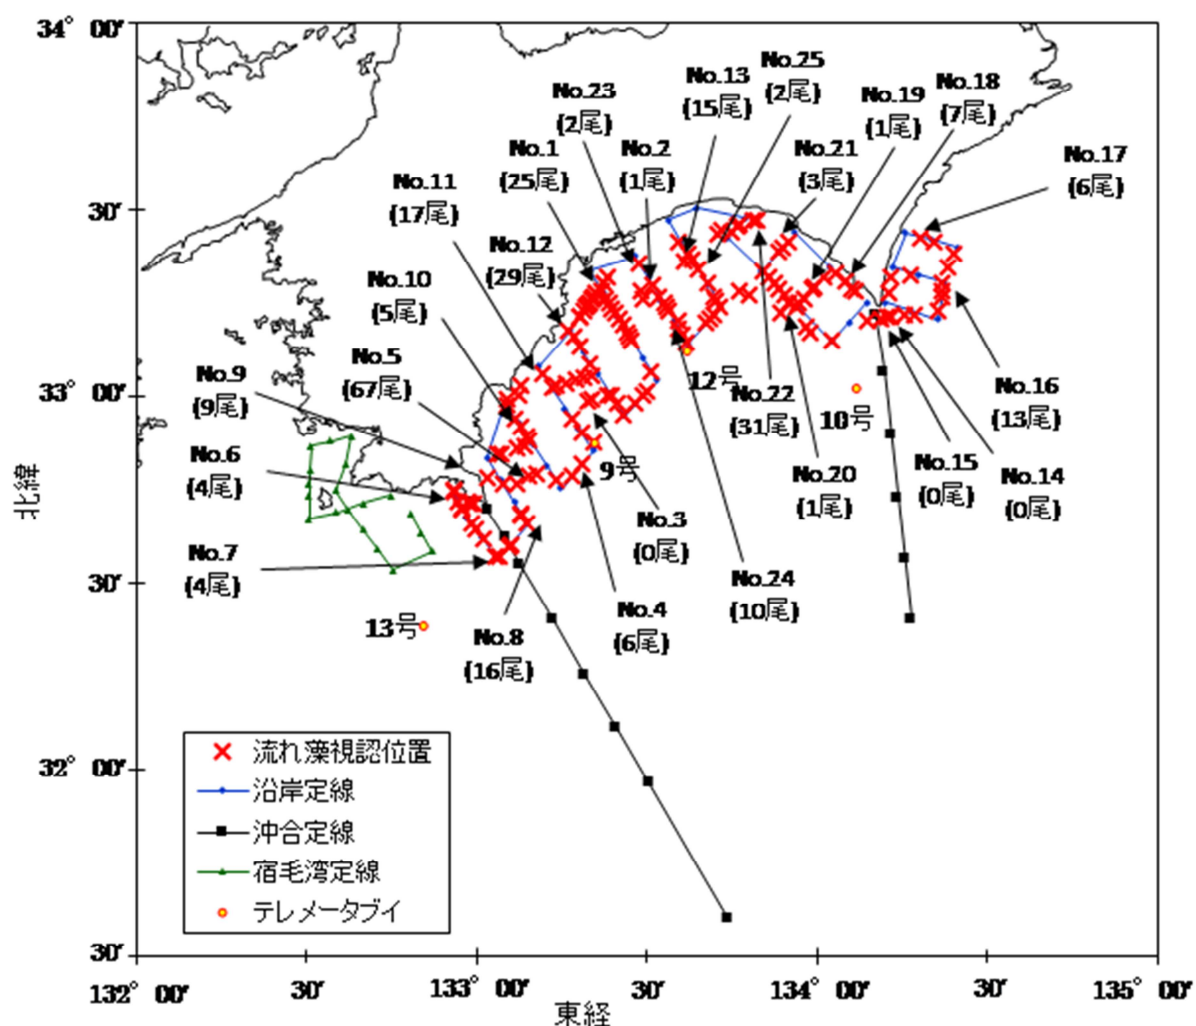 34° 00′
No.25
(2尾)
No.13
(15尾)
No.23
(2尾)
No.19
(1尾)
No.18
(7尾)
No.1
(25尾)
No.2
(1尾)
No.21
(3尾)
No.17
(6尾)
No.11
(17尾)
30′
No.12
(29尾)
No.10
(5尾)
No.5
(67尾)
No.9
(9尾)
33° 00′
12号
10号
No.22
(31尾)
No.16
(13尾)
No.6
(4尾)
9号
No.20
(1尾)
No.15
(0尾)
No.14
(0尾)
北緯
No.3
(0尾)
No.7
(4尾)
30′
No.24
(10尾)
No.4
(6尾)
13号
No.8
(16尾)
流れ藻視認位置
沿岸定線
32° 00′
沖合定線
宿毛湾定線
テレメータブイ
30′
132° 00′
30′
133° 00′
30′
134° 00′
30′
135° 00′
東経